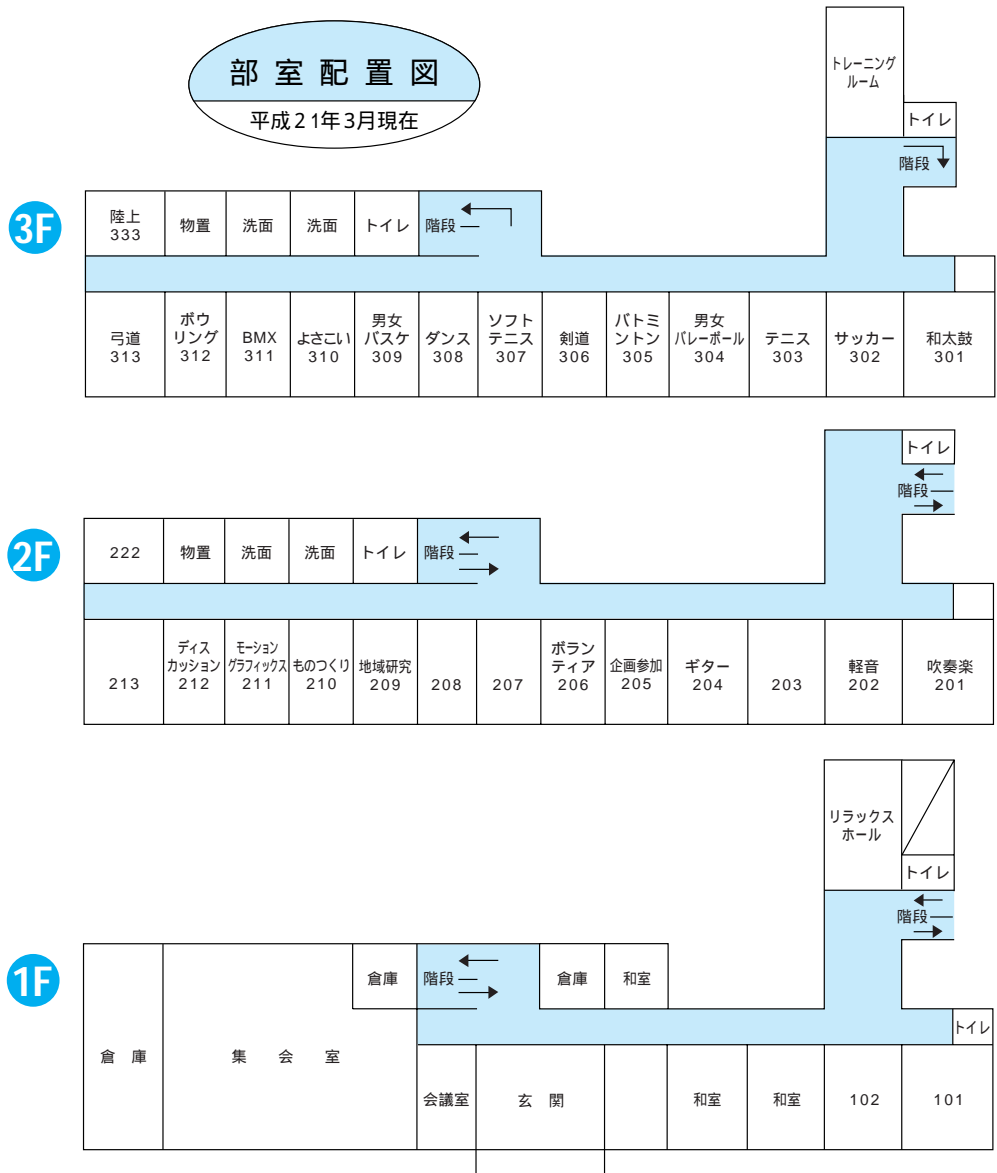 部室配置図
平成21年3月現在
トレーニング
ルーム
トイレ
階段
3F
陸上
333
物置
洗面
洗面
トイレ
階段
弓道
313
ボウ
リング
312
BMX
311
よさこい
310
男女
バスケ
309
ダンス
308
ソフト
テニス
307
剣道
306
バトミ
ントン
305
男女
バレーボール
304
テニス
303
サッカー
302
和太鼓
301
トイレ
階段
2F
222
物置
洗面
洗面
トイレ
階段
213
ディス
カッション
212
モーション
グラフィックス
211
ものつくり
210
地域研究
209
208
207
ボラン
ティア
206
企画参加
205
ギター
204
203
軽音
202
吹奏楽
201
リラックス
ホール
トイレ
階段
1F
倉庫
階段
倉庫
和室
トイレ
倉庫
集会室
会議室
玄関
和室
和室
102
101